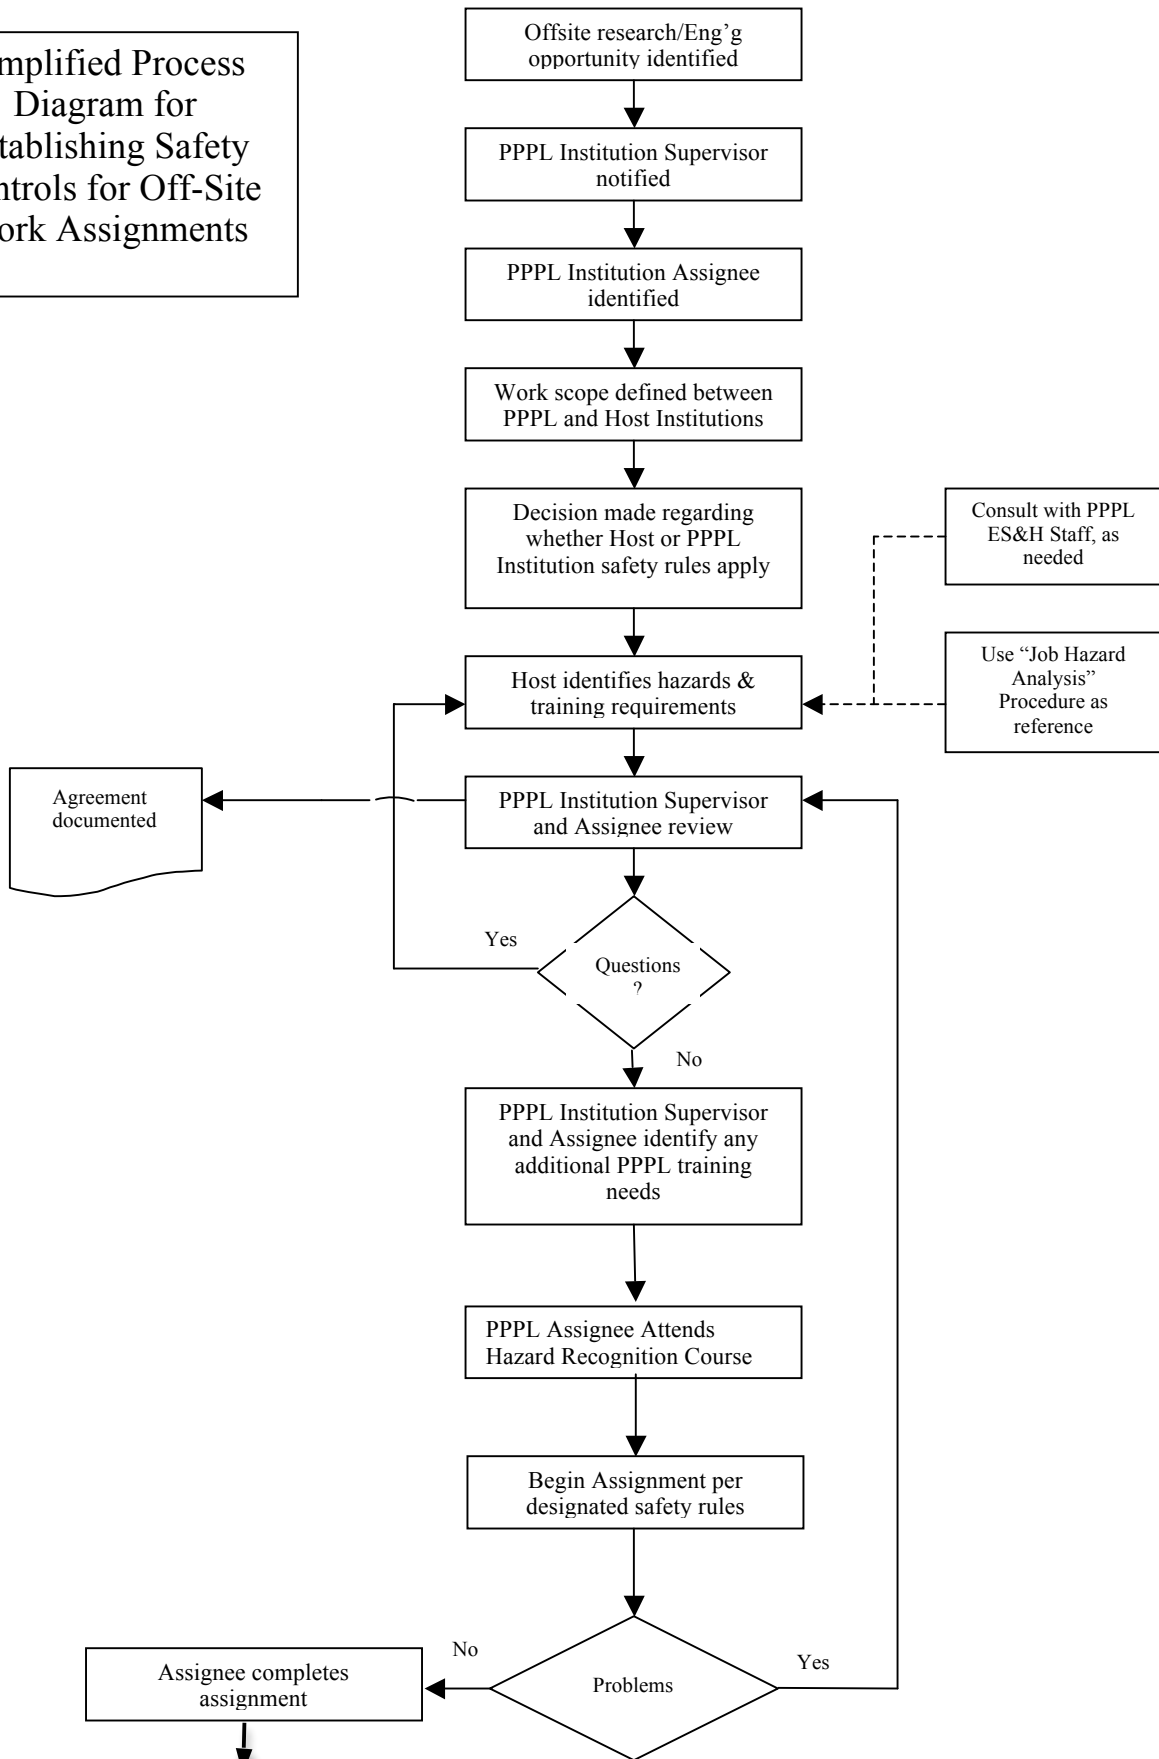 Offsite research/Eng’g
opportunity identified
mplified Process
Diagram for
tablishing Safety
ntrols for Off-Site
ork Assignments
PPPL Institution Supervisor
notified
PPPL Institution Assignee
identified
Work scope defined between
PPPL and Host Institutions
Decision made regarding
whether Host or PPPL
Institution safety rules apply
Consult with PPPL
ES&H Staff, as
needed
Use “Job Hazard
Analysis”
Procedure as
reference
Host identifies hazards &
training requirements
Agreement
documented
PPPL Institution Supervisor
and Assignee review
Yes
Questions
?
No
PPPL Institution Supervisor
and Assignee identify any
additional PPPL training
needs
PPPL Assignee Attends
Hazard Recognition Course
Begin Assignment per
designated safety rules
No
Yes
Problems
Assignee completes
assignment